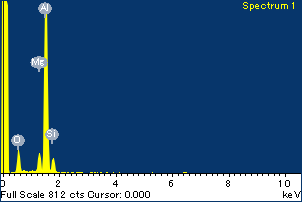 Spectrum 1
Al
Mg
Si
O
0 2 4 6 8 10
Full Scale 812 cts Cursor: 0.000 keV